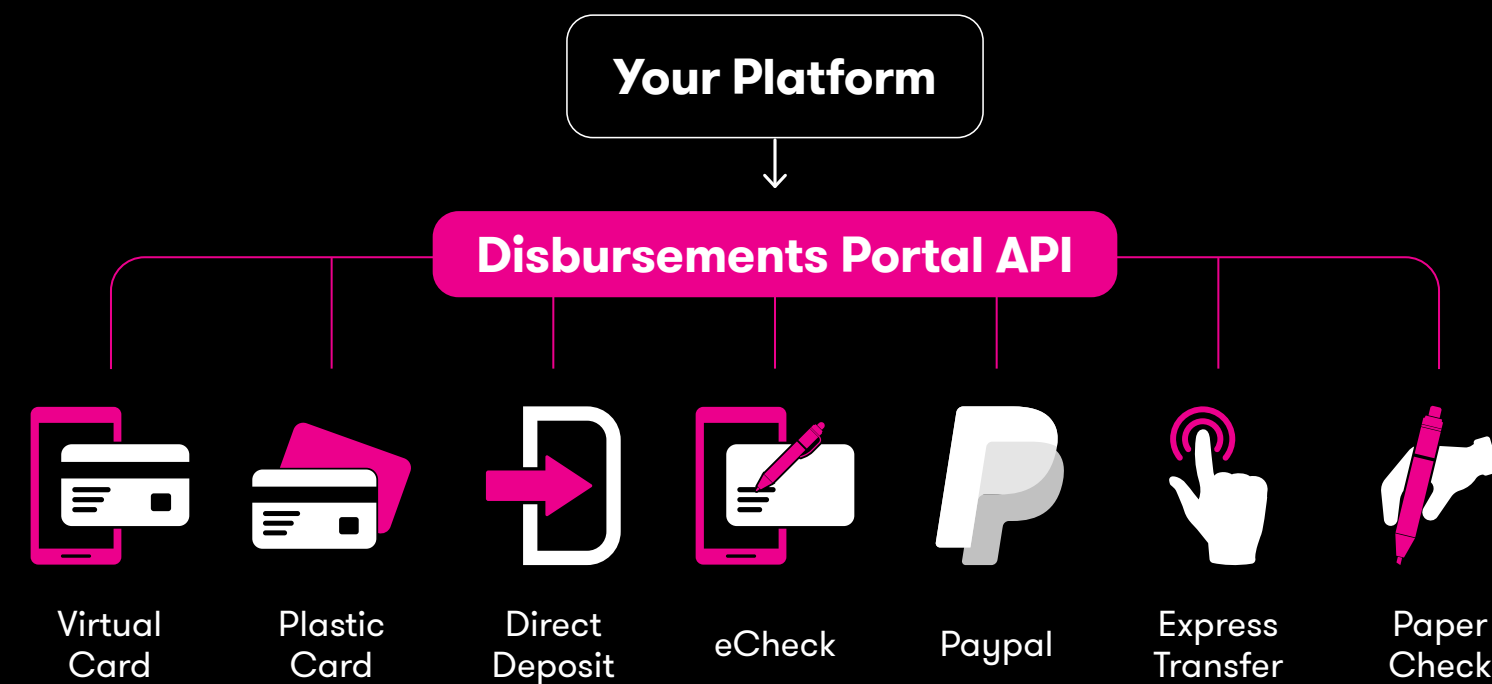 Your Platform
Disbursements Portal API
Virtual
Card
Plastic
Card
Direct
Deposit
eCheck
Paypal
Express
Transfer
Paper
Check